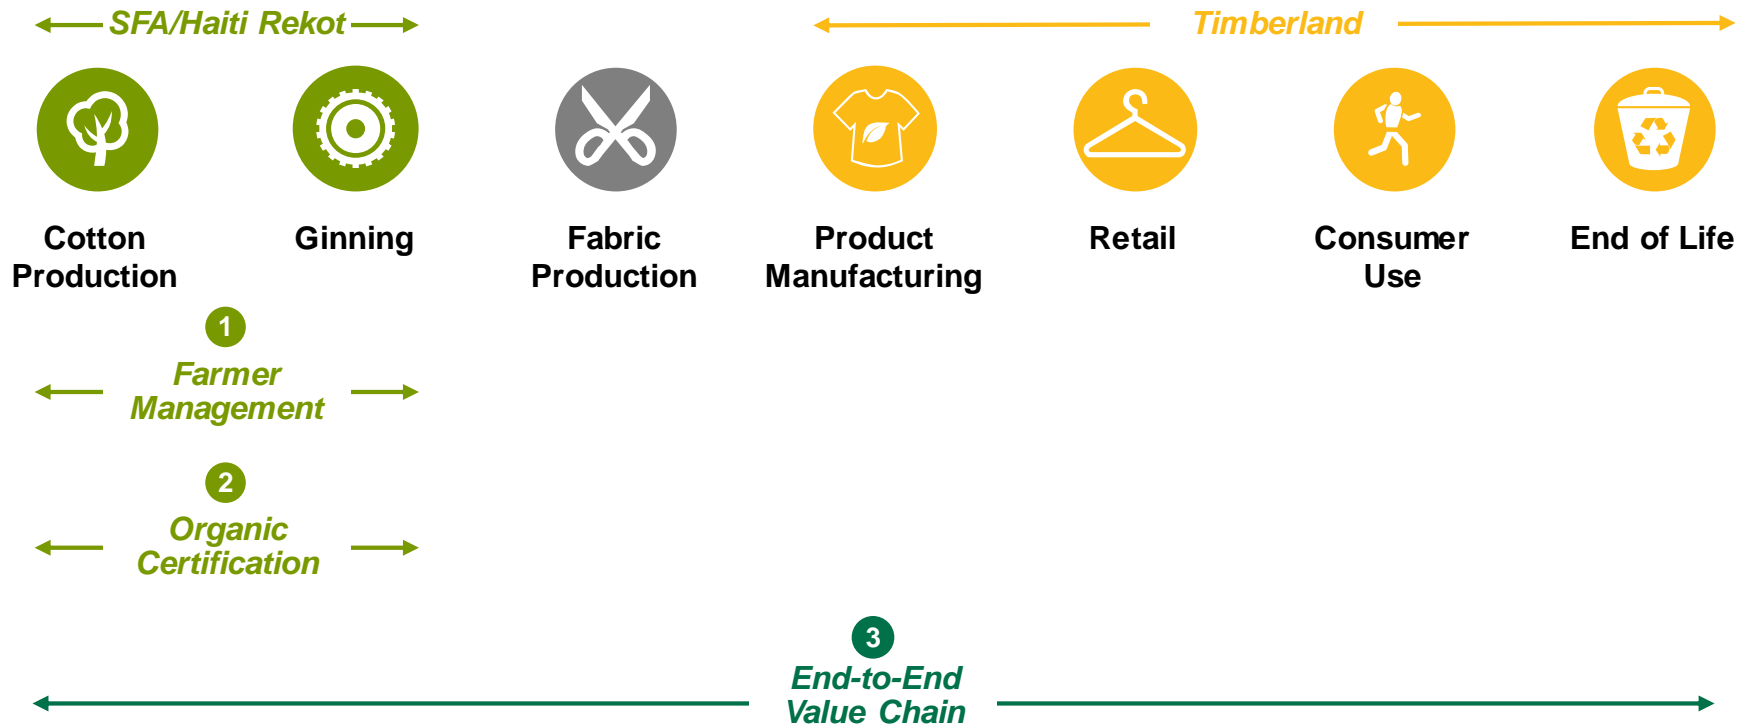 SFA/Haiti Rekot
Timberland
Cotton
Production
Ginning
Fabric
Production
Product
Manufacturing
Retail
Consumer
Use
End of Life
1
Farmer
Management
2
Organic
Certification
3
End-to-End
Value Chain